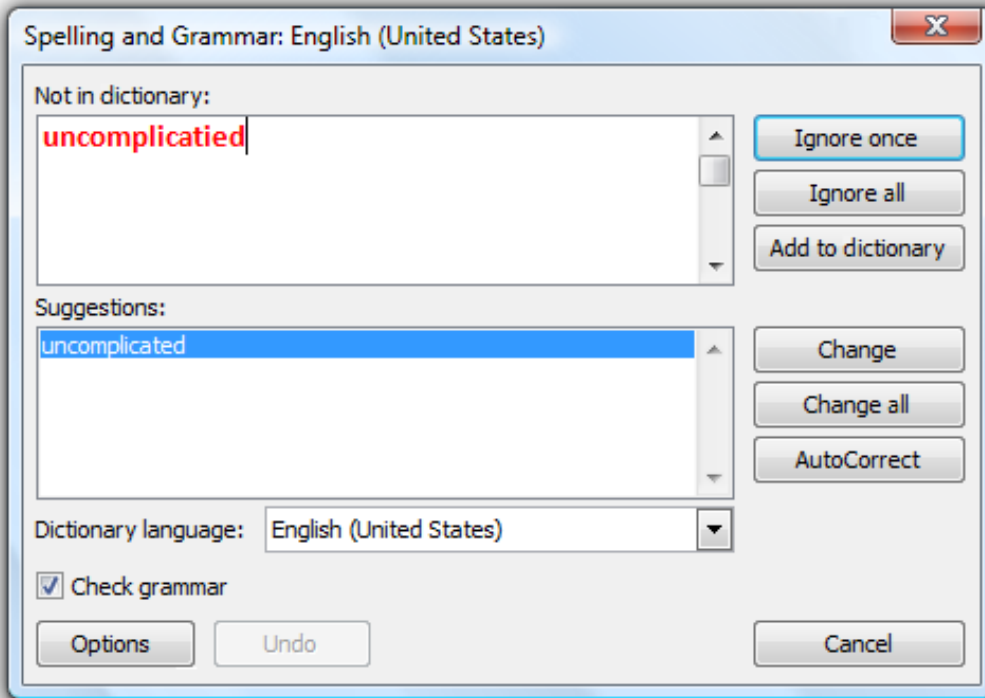 Spelling and Grammar: English (United States)
Not in dictionary:
uncomplicatied
Ignore once
Ignore all
Add to dictionary
Suggestions:
uncomplicated
Change
Change all
AutoCorrect
Dictionary language: English (United States)
Check grammar
Options Undo Cancel